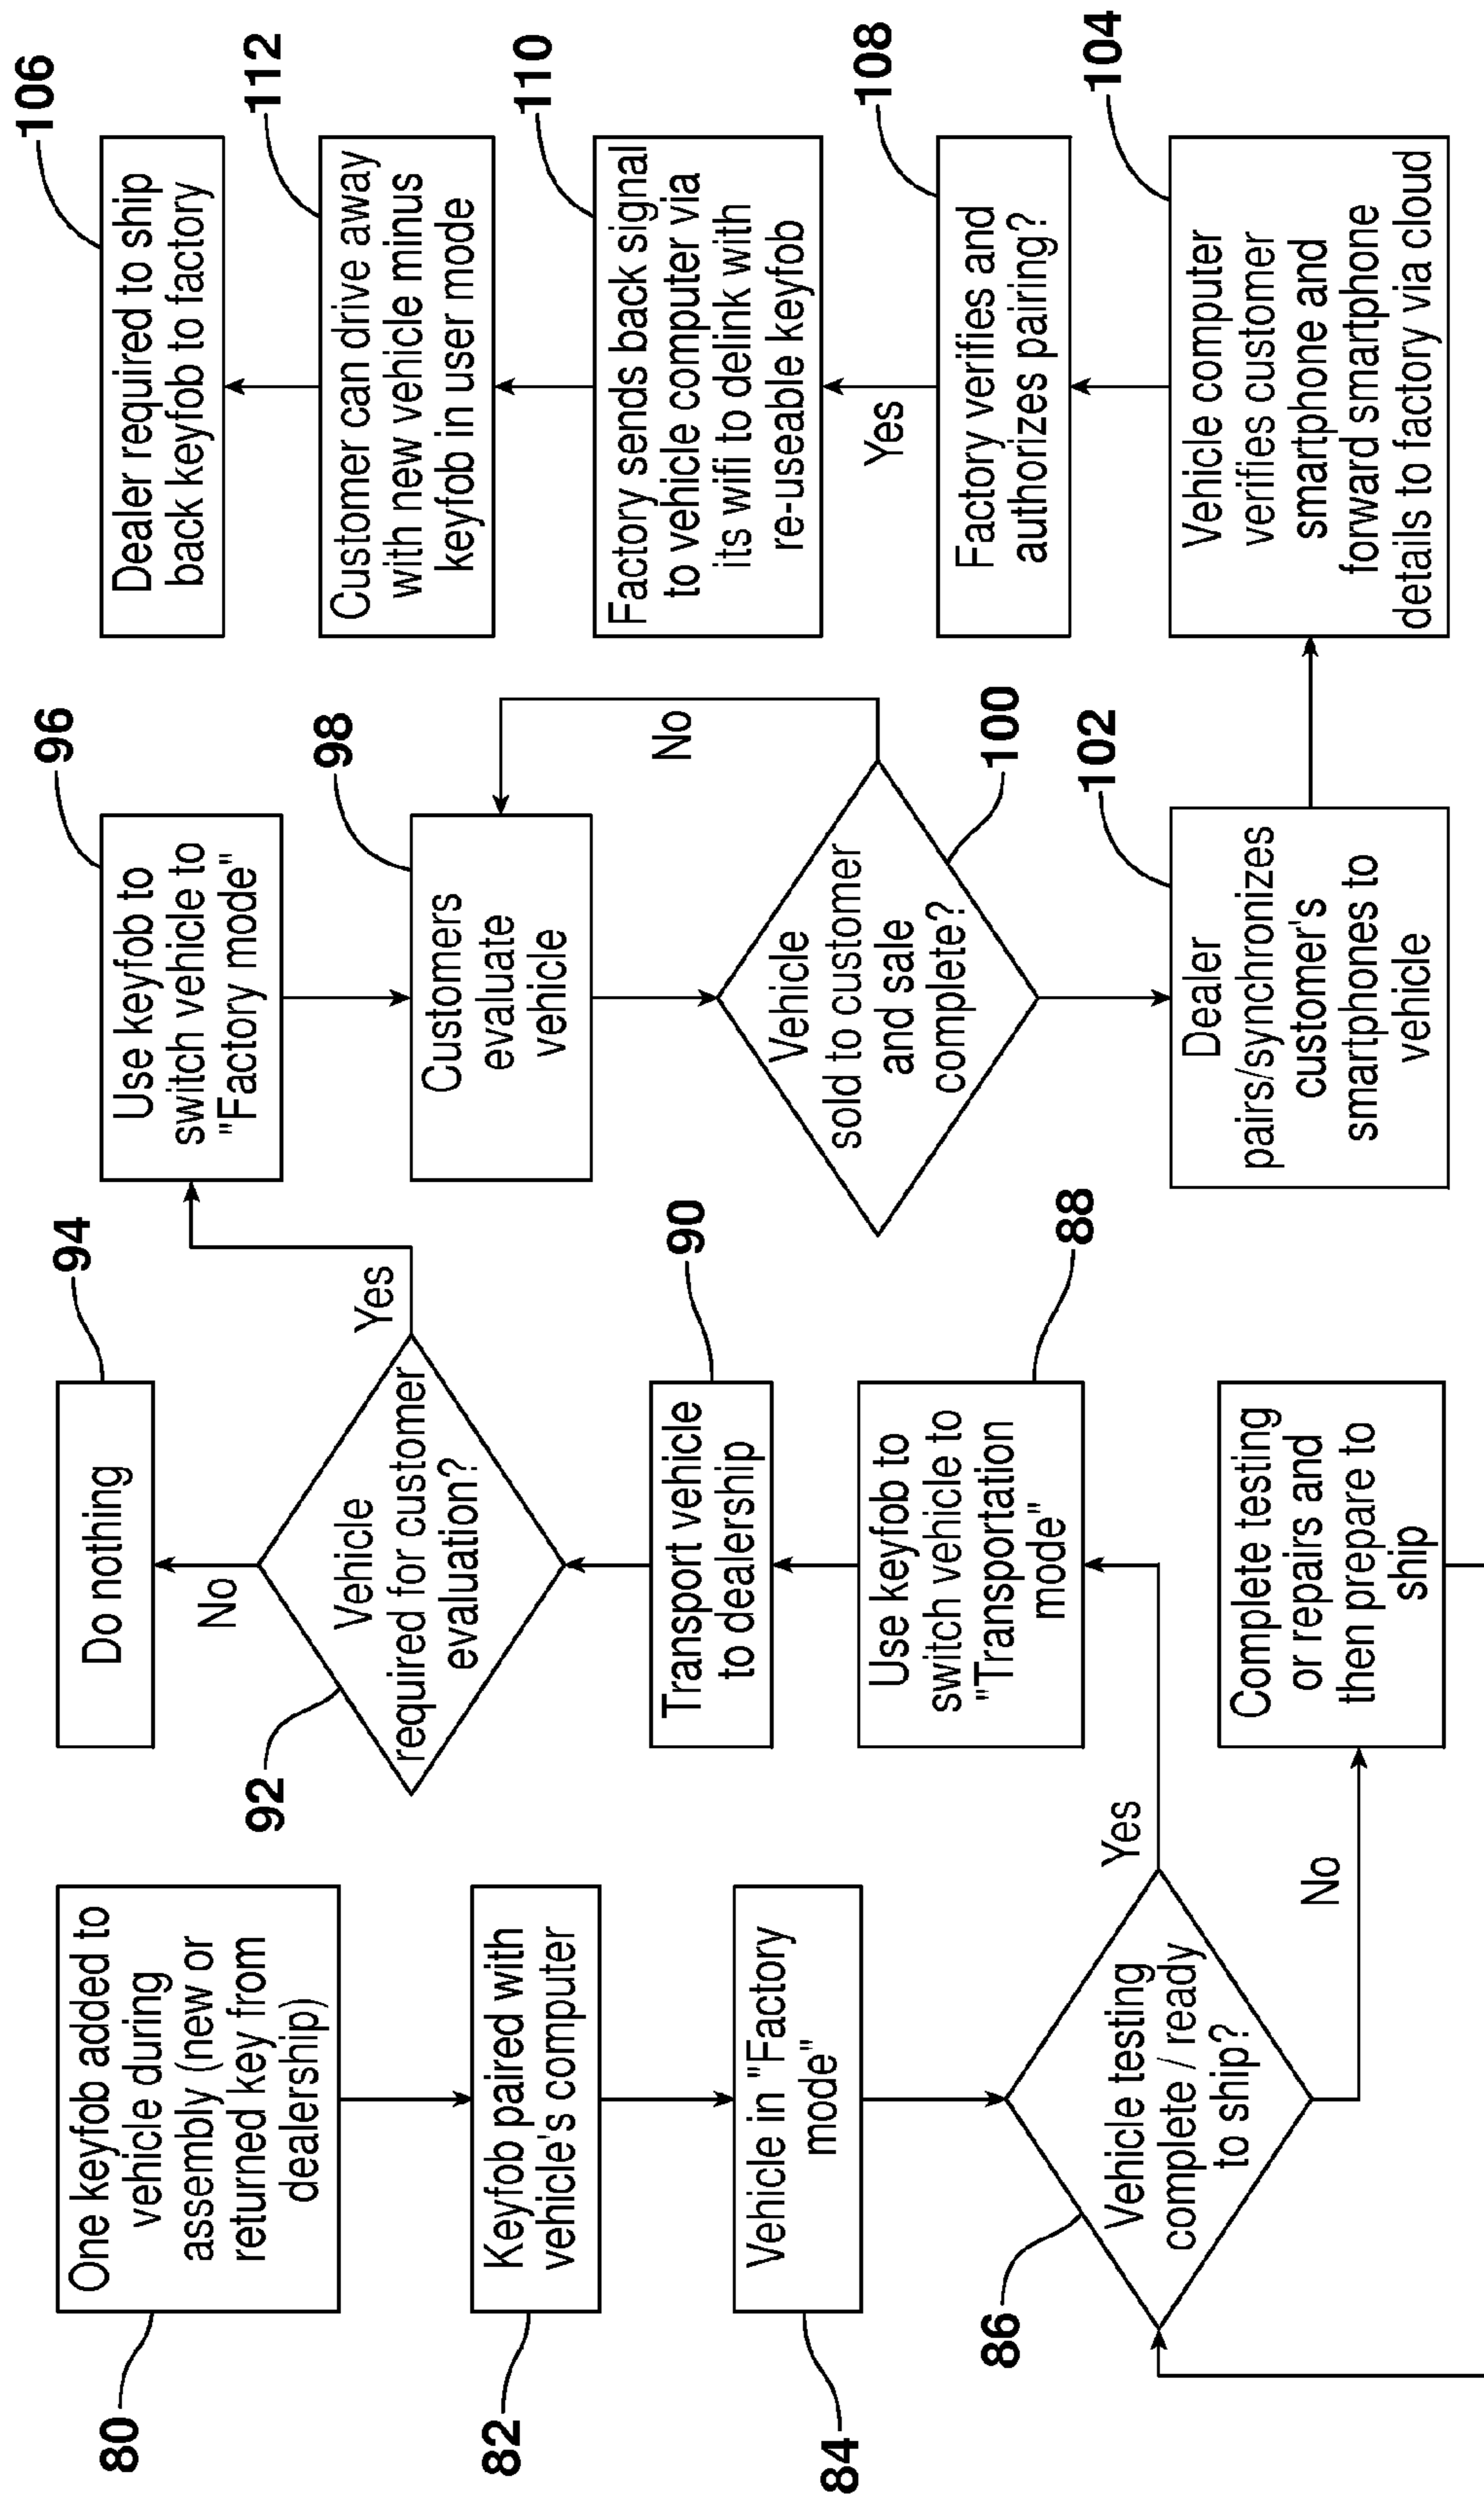 80
One keyfob added to
vehicle during
assembly (new or
returned key from
dealership)
82
Keyfob paired with
vehicle's computer
84
Vehicle in "Factory
mode"
86
Vehicle testing
complete / ready
to ship?
Yes
No
Complete testing
or repairs and
then prepare to
ship
88
Use keyfob to
switch vehicle to
"Transportation
mode"
90
Transport vehicle
to dealership
92
Vehicle
required for customer
evaluation?
No
Yes
94
Do nothing
96
Use keyfob to
switch vehicle to
"Factory mode"
98
Customers
evaluate
vehicle
100
Vehicle
sold to customer
and sale
complete?
No
102
Dealer
pairs/synchronizes
customer's
smartphones to
vehicle
104
Vehicle computer
verifies customer
smartphone and
forward smartphone
details to factory via cloud
108
Factory verifies and
authorizes pairing?
Yes
110
Factory sends back signal
to vehicle computer via
its wifi to delink with
re-useable keyfob
112
Customer can drive away
with new vehicle minus
keyfob in user mode
106
Dealer required to ship
back keyfob to factory